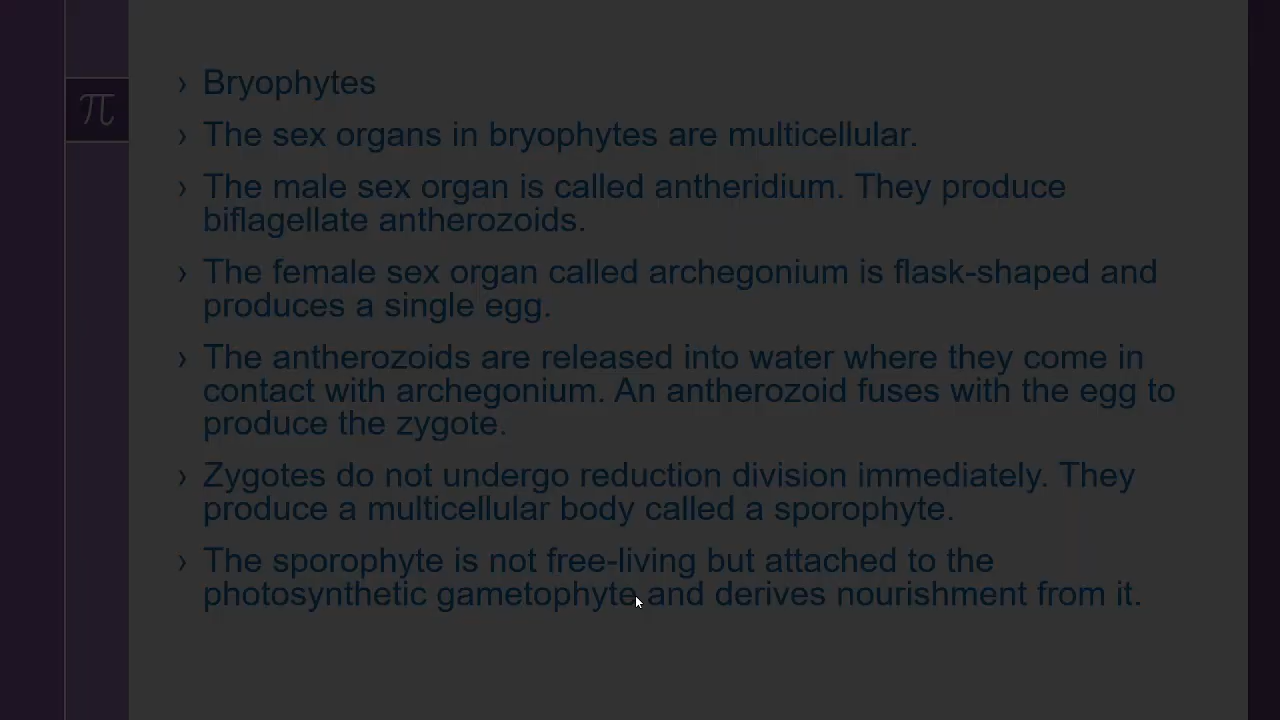 π
› Bryophytes
› The sex organs in bryophytes are multicellular.
› The male sex organ is called antheridium. They produce
biflagellate antherozoids.
› The female sex organ called archegonium is flask-shaped and
produces a single egg.
› The antherozoids are released into water where they come in
contact with archegonium. An antherozoid fuses with the egg to
produce the zygote.
› Zygotes do not undergo reduction division immediately. They
produce a multicellular body called a sporophyte.
› The sporophyte is not free-living but attached to the
photosynthetic gametophyte and derives nourishment from it.